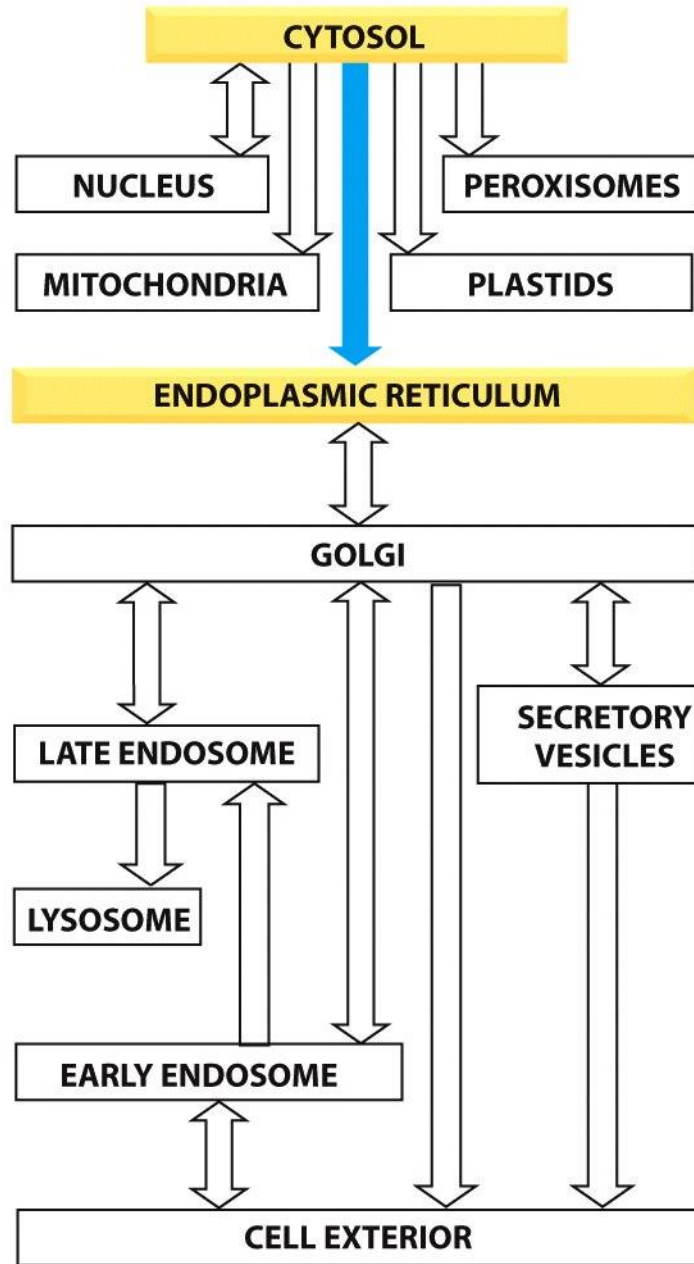 CYTOSOL
NUCLEUS
PEROXISOMES
MITOCHONDRIA
PLASTIDS
ENDOPLASMIC RETICULUM
GOLGI
SECRETORY
VESICLES
LATE ENDOSOME
LYSOSOME
EARLY ENDOSOME
CELL EXTERIOR